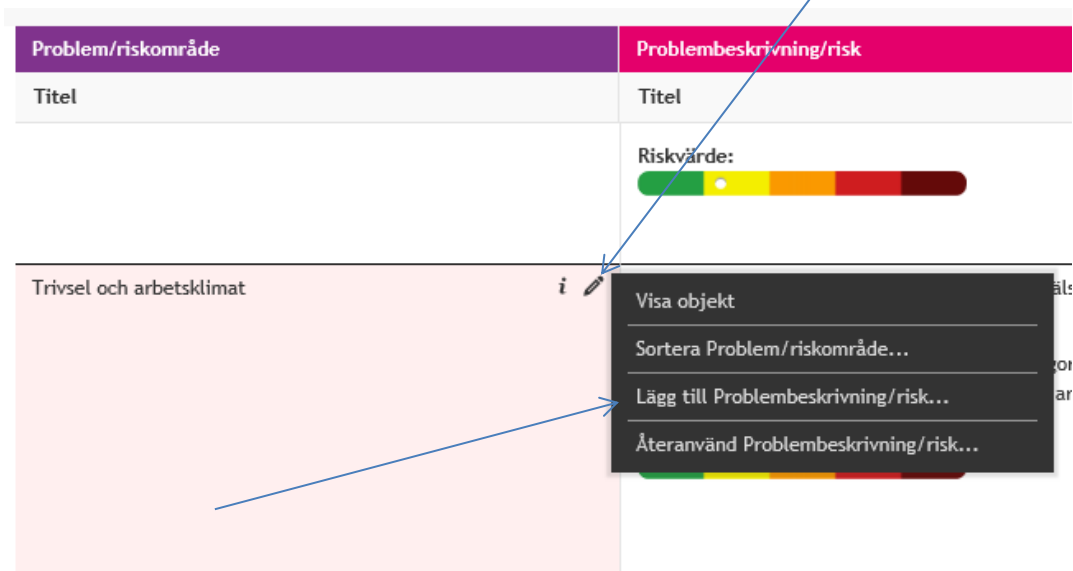 Problem/riskområde
Problembeskrivning/risk
Titel
Titel
Riskvärde:
Trivsel och arbetsklimat
i
Visa objekt
Sortera Problem/riskområde...
Lägg till Problembeskrivning/risk...
Återanvänd Problembeskrivning/risk...